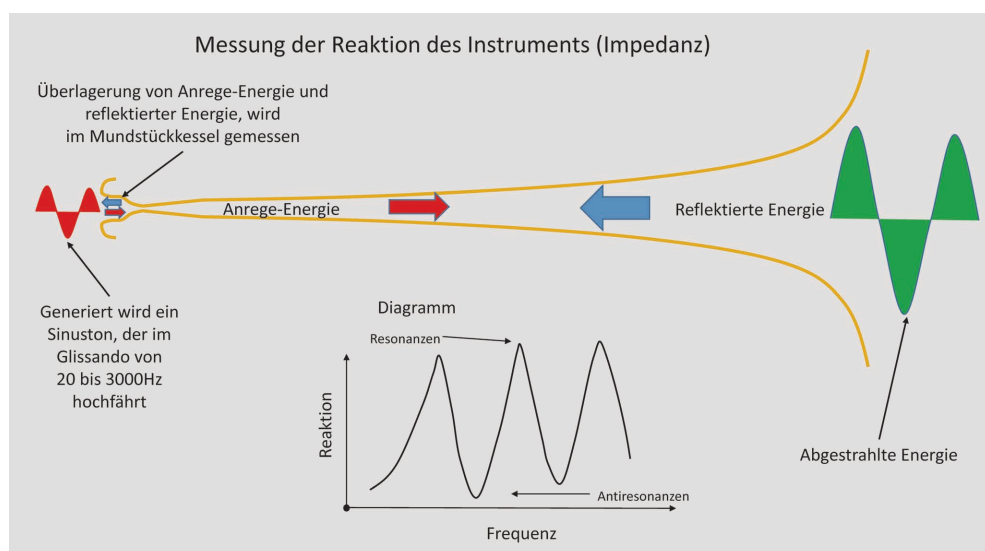 Messung der Reaktion des Instruments (Impedanz)
Überlagerung von Anrege-Energie und
reflektierter Energie, wird
im Mundstückkessel gemessen
Anrege-Energie
Reflektierte Energie
Generiert wird ein
Sinuston, der im
Glissando von
20 bis 3000Hz
hochfährt
Diagramm
Resonanzen
Reaktion
Antiresonanzen
Frequenz
Abgestrahlte Energie